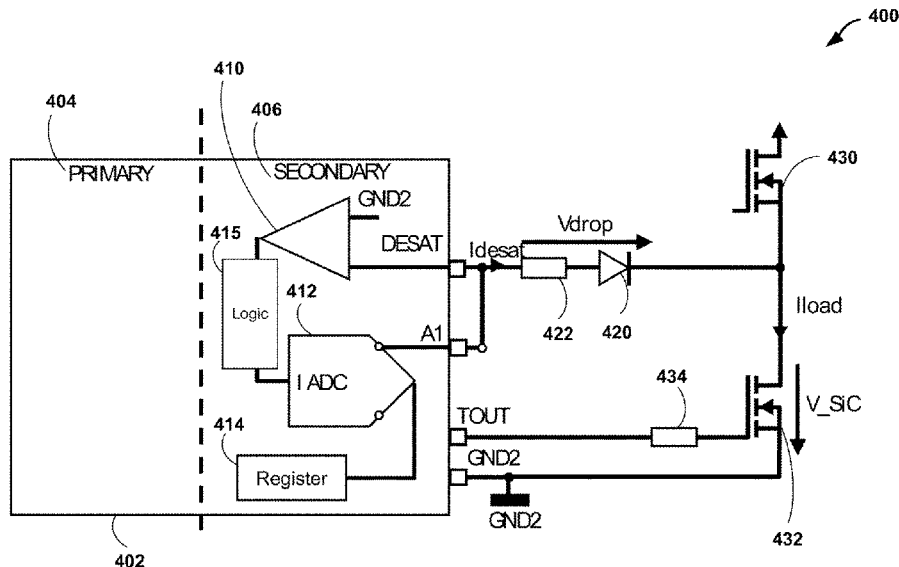 400
410
404
406
PRIMARY
SECONDARY
GND2
430
415
DESAT
Idesat
Vdrop
412
Logic
422
420
A1
Iload
I ADC
434
V_SiC
414
TOUT
GND2
Register
GND2
432
402